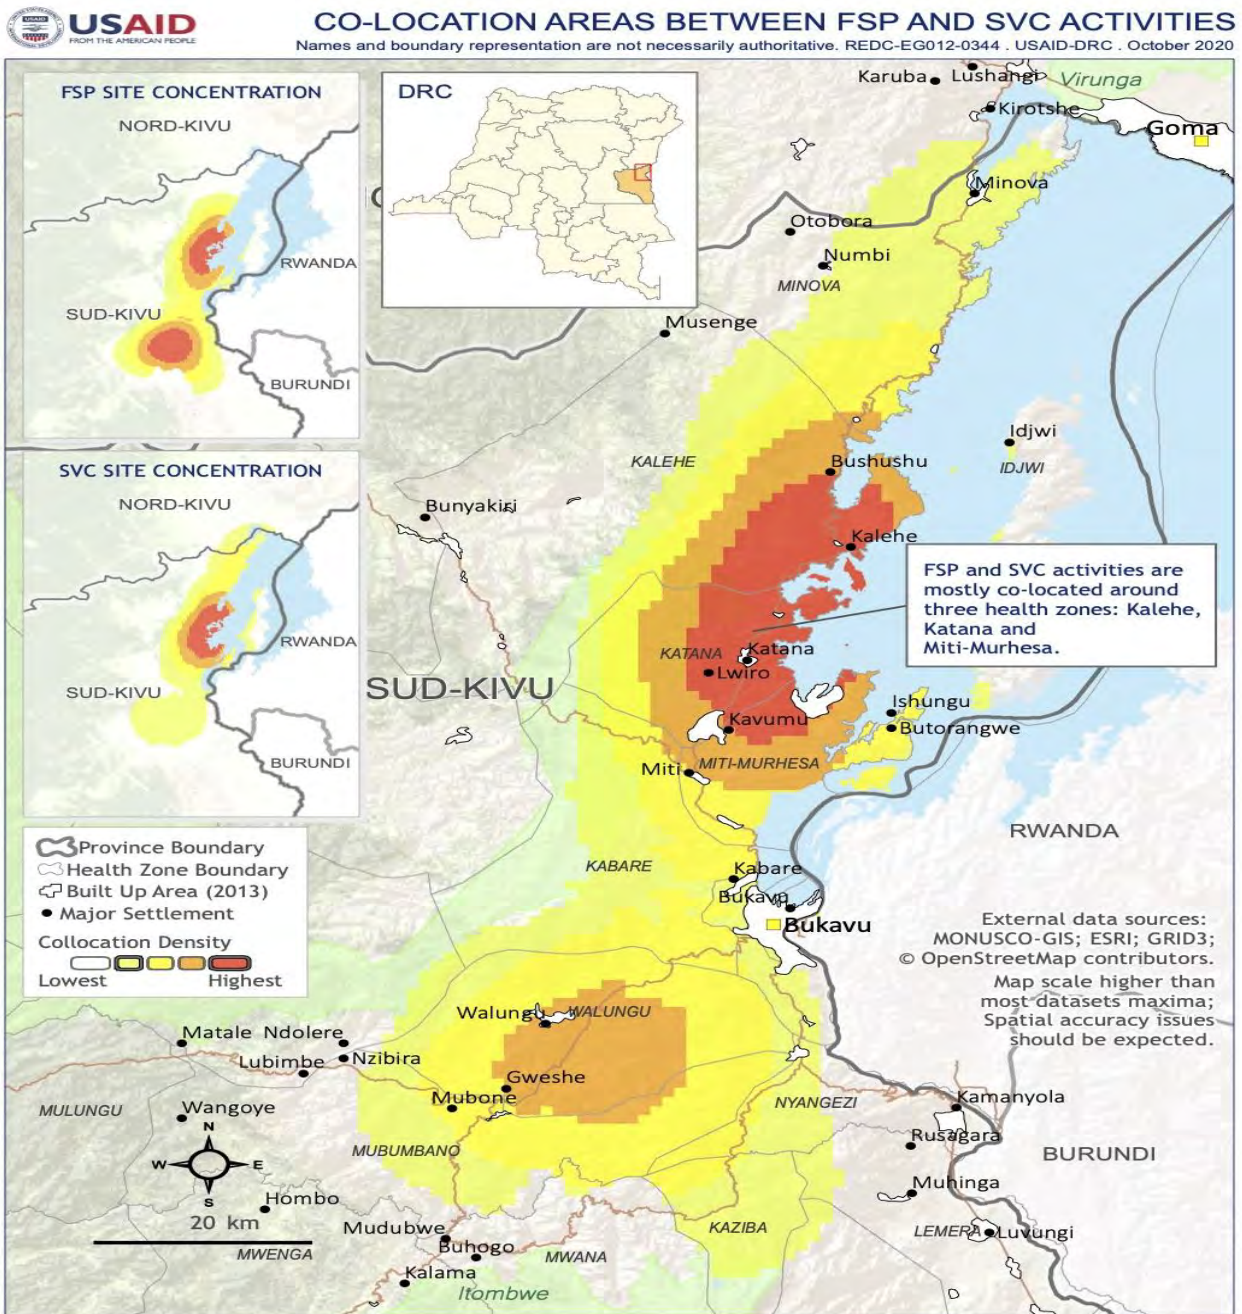 USAID
FROM THE AMERICAN PEOPLE
CO-LOCATION AREAS BETWEEN FSP AND SVC ACTIVITIES
Names and boundary representation are not necessarily authoritative. REDC-EG012-0344 . USAID-DRC . October 2020
FSP SITE CONCENTRATION
NORD-KIVU
RWANDA
SUD-KIVU
BURUNDI
DRC
Karuba
Lushangi
Virunga
Kirotshe
Goma
Minova
Otobora
Numbi
MINOVA
Musenge
SVC SITE CONCENTRATION
NORD-KIVU
RWANDA
SUD-KIVU
BURUNDI
Idjwi
IDJWI
KALEHE
Bushushu
Bunyakiri
Kalehe
FSP and SVC activities are
mostly co-located around
three health zones: Kalehe,
Katana and
Miti-Murhesa.
KATANA
Katana
Lwiro
SUD-KIVU
Ishungu
Kavumu
Butorangwe
Miti
MITI-MURHESA
RWANDA
Province Boundary
Health Zone Boundary
Built Up Area (2013)
Major Settlement
Collocation Density
Lowest
Highest
KABARE
Kabare
Bukavu
Bukavu
External data sources:
MONUSCO-GIS; ESRI; GRID3;
© OpenStreetMap contributors.
Map scale higher than
most datasets maxima;
Spatial accuracy issues
should be expected.
Walungu
WALUNGU
Matale
Ndolere
Lubimbe
Nzibira
Gweshe
Mubone
MULUNGU
Wangoye
NYANGEZI
Kamanyola
Rusagara
BURUNDI
MUBUMBANO
N
W
E
S
Hombo
20 km
Muhinga
MWENGA
Mudubwe
Buhogo
KAZIBA
LEMERA
Luvungi
MWANA
Kalama
Itombwe